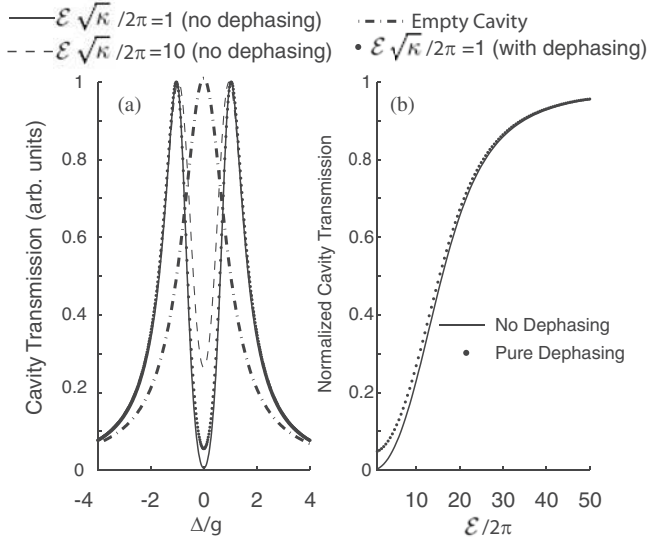 ℰ √κ /2π =1 (no dephasing)
Empty Cavity
ℰ √κ /2π =10 (no dephasing)
• ℰ √κ /2π =1 (with dephasing)
(a)
(b)
Cavity Transmission (arb. units)
1
0.8
0.6
0.4
0.2
0
-4
-2
0
2
4
Δ/g
Normalized Cavity Transmission
1
0.8
0.6
0.4
0.2
0
10
20
30
40
50
ℰ/2π
No Dephasing
Pure Dephasing